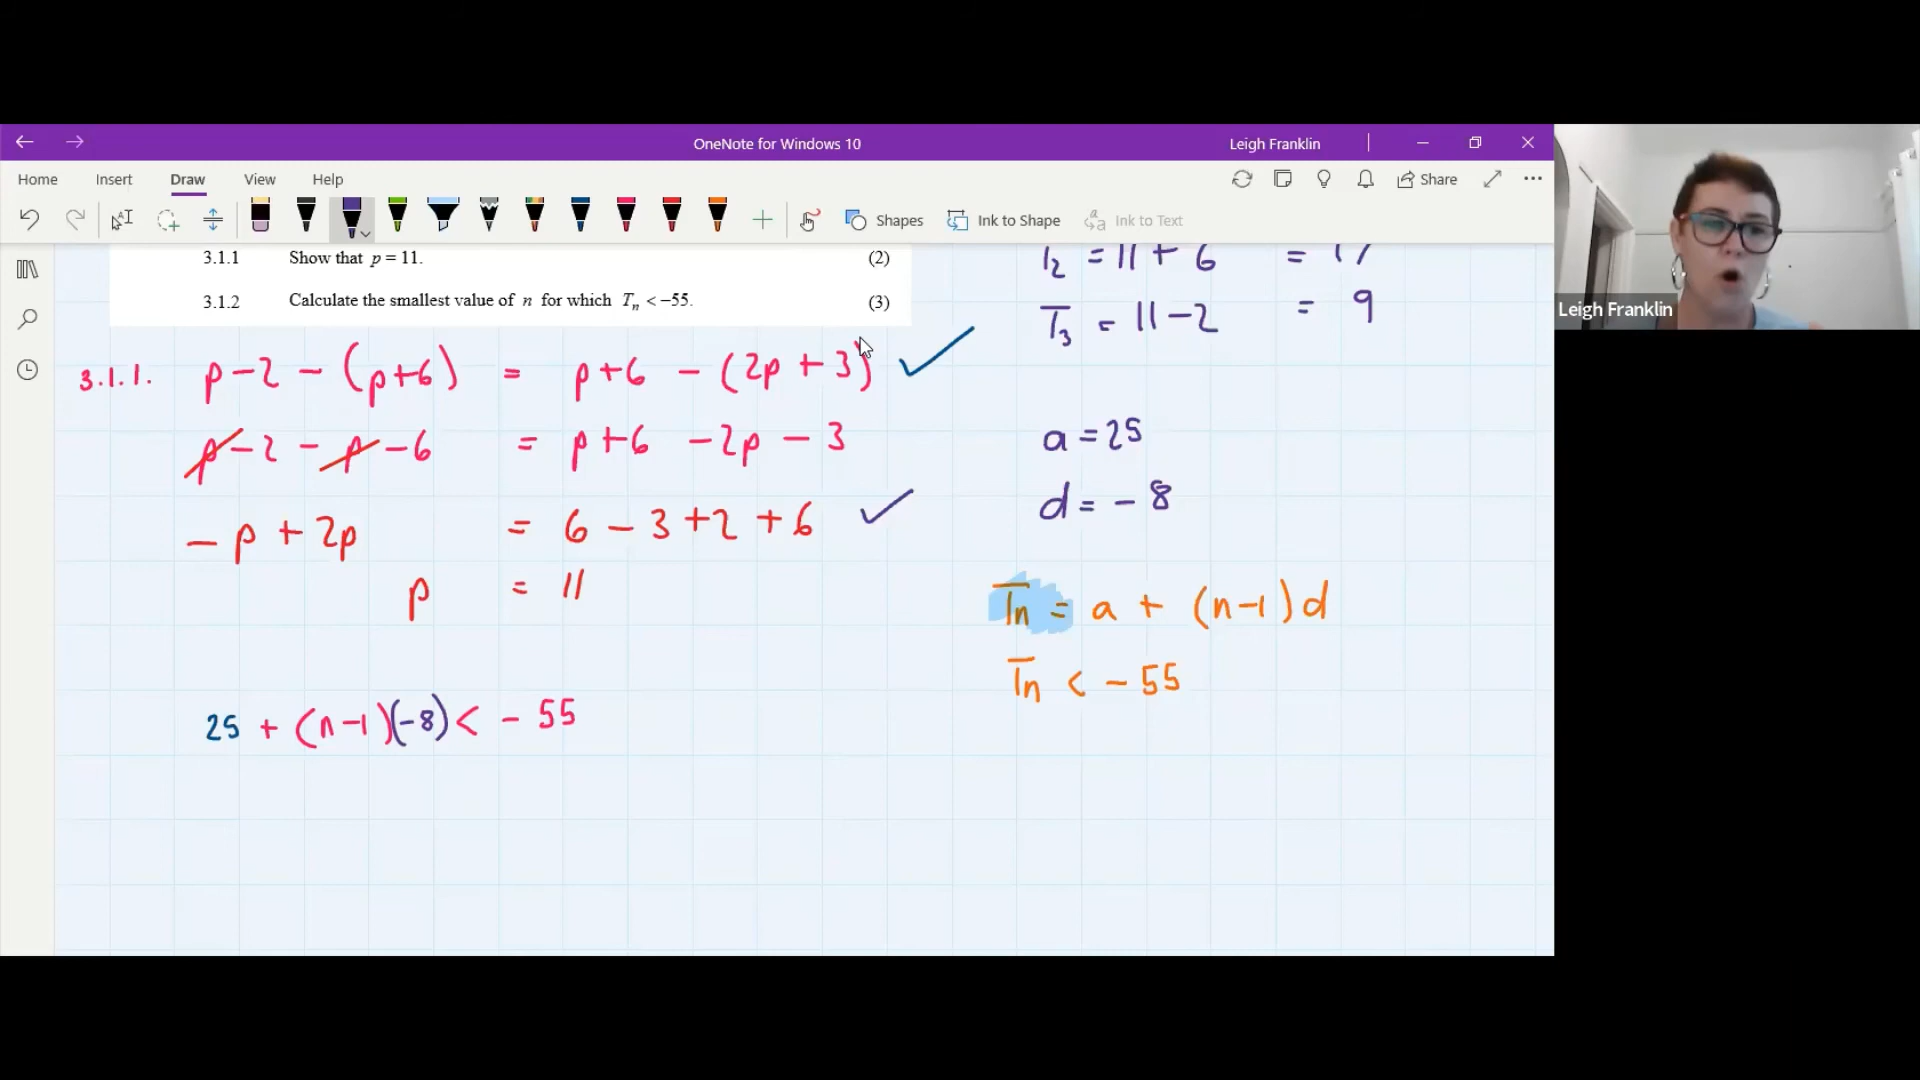 OneNote for Windows 10
Leigh Franklin
Home Insert Draw View Help
Share
Shapes Ink to Shape Ink to Text
3.1.1 Show that p = 11. (2)
3.1.2 Calculate the smallest value of n for which Tₙ < −55. (3)
3.1.1. p − 2 − (p+6) = p+6 − (2p + 3)
p − 2 − p − 6 = p+6 − 2p − 3
− p + 2p = 6 − 3 + 2 + 6
p = 11
25 + (n−1)(−8) < − 55
T₂ = 11 + 6 = 17
T₃ = 11 − 2 = 9
a = 25
d = − 8
Tn = a + (n−1)d
Tn < − 55
Leigh Franklin